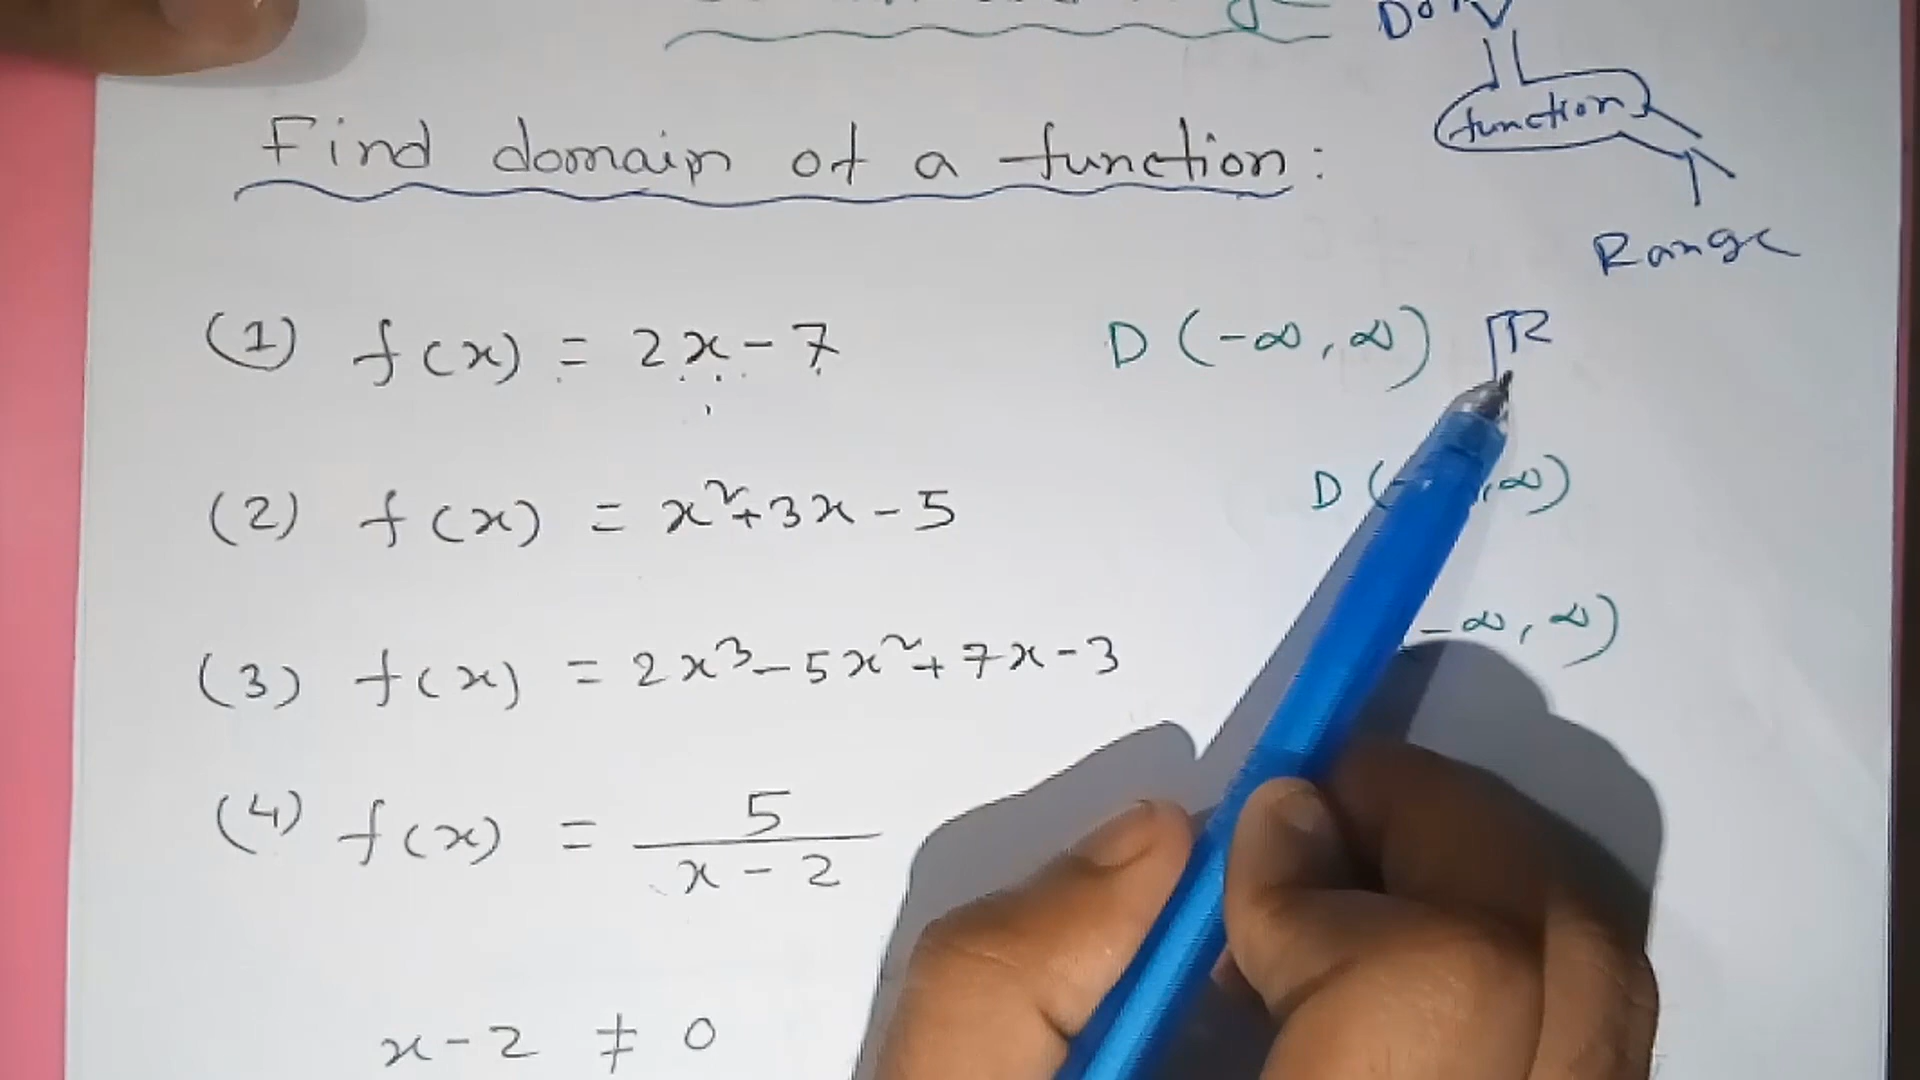 function
Find domain of a function:
Range
(1) f(x) = 2x - 7 D (-∞, ∞) ℝ
(2) f(x) = x² + 3x - 5 D ( , ∞)
(3) f(x) = 2x³ - 5x² + 7x - 3 -∞, ∞)
(4) f(x) = 5 / (x - 2)
x - 2 ≠ 0